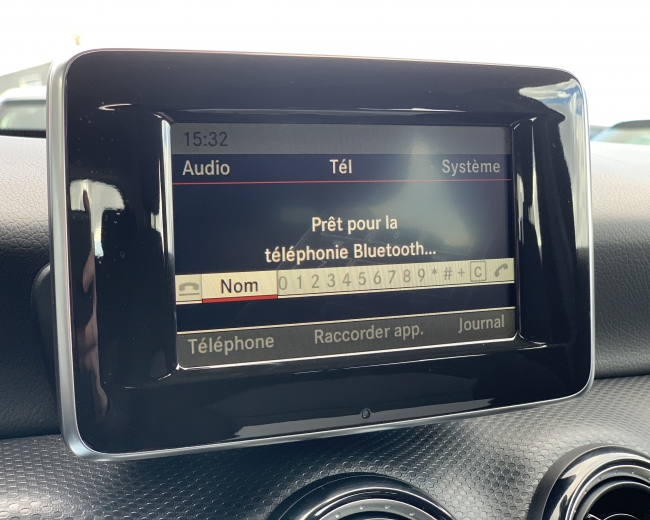 15:32
Audio Tél Système
Prêt pour la
téléphonie Bluetooth...
Nom 0 1 2 3 4 5 6 7 8 9 * # + C
Téléphone Raccorder app. Journal